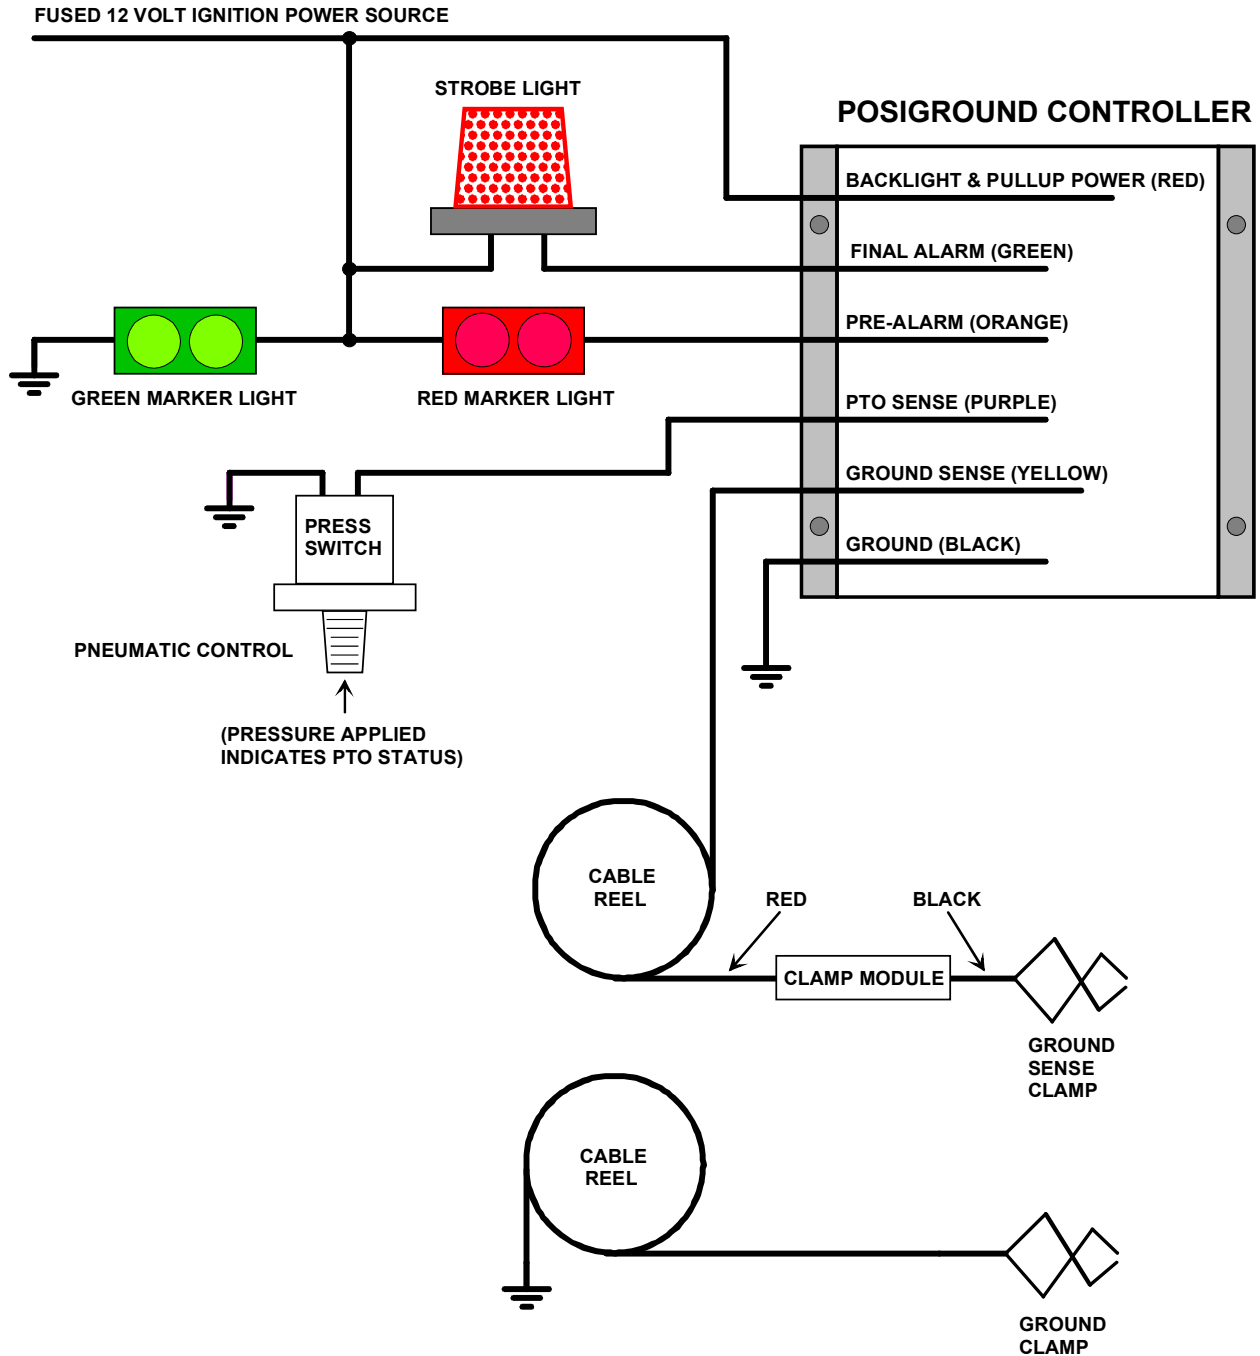 FUSED 12 VOLT IGNITION POWER SOURCE
STROBE LIGHT
POSIGROUND CONTROLLER
BACKLIGHT & PULLUP POWER (RED)
FINAL ALARM (GREEN)
PRE-ALARM (ORANGE)
GREEN MARKER LIGHT
RED MARKER LIGHT
PTO SENSE (PURPLE)
GROUND SENSE (YELLOW)
PRESS
SWITCH
GROUND (BLACK)
PNEUMATIC CONTROL
(PRESSURE APPLIED
INDICATES PTO STATUS)
CABLE
REEL
RED
BLACK
CLAMP MODULE
GROUND
SENSE
CLAMP
CABLE
REEL
GROUND
CLAMP